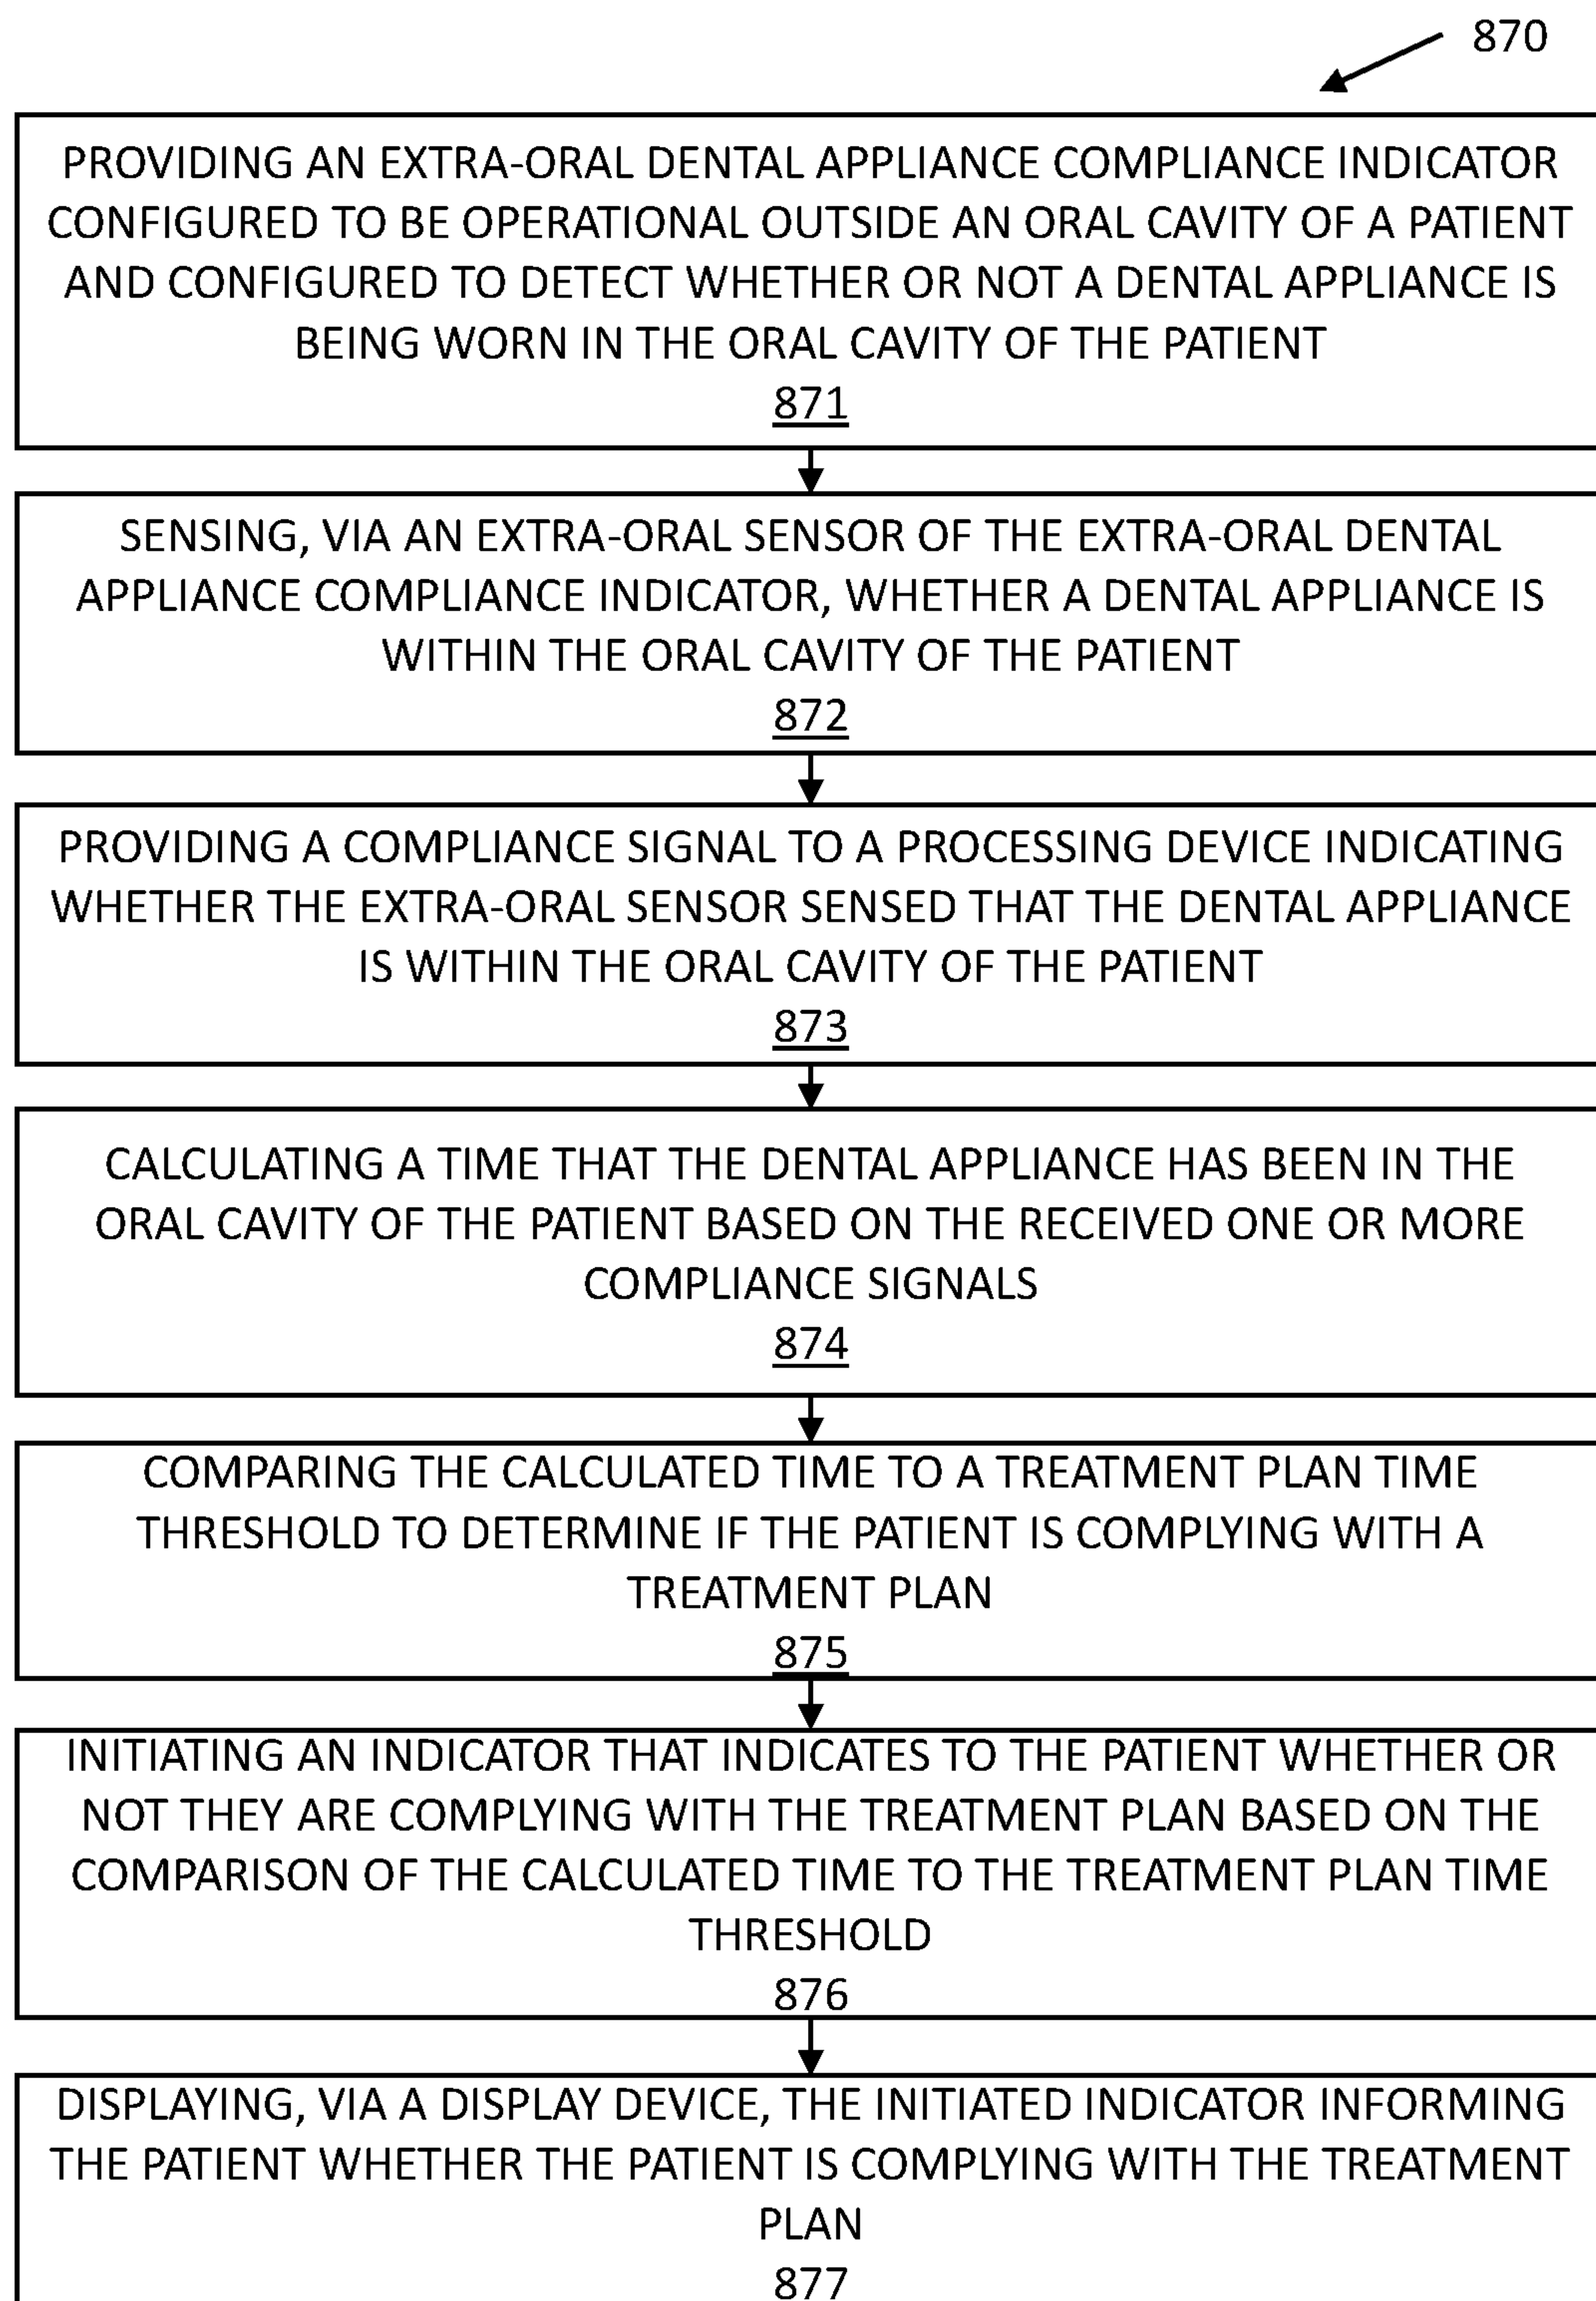 870
PROVIDING AN EXTRA-ORAL DENTAL APPLIANCE COMPLIANCE INDICATOR
CONFIGURED TO BE OPERATIONAL OUTSIDE AN ORAL CAVITY OF A PATIENT
AND CONFIGURED TO DETECT WHETHER OR NOT A DENTAL APPLIANCE IS
BEING WORN IN THE ORAL CAVITY OF THE PATIENT
871
SENSING, VIA AN EXTRA-ORAL SENSOR OF THE EXTRA-ORAL DENTAL
APPLIANCE COMPLIANCE INDICATOR, WHETHER A DENTAL APPLIANCE IS
WITHIN THE ORAL CAVITY OF THE PATIENT
872
PROVIDING A COMPLIANCE SIGNAL TO A PROCESSING DEVICE INDICATING
WHETHER THE EXTRA-ORAL SENSOR SENSED THAT THE DENTAL APPLIANCE
IS WITHIN THE ORAL CAVITY OF THE PATIENT
873
CALCULATING A TIME THAT THE DENTAL APPLIANCE HAS BEEN IN THE
ORAL CAVITY OF THE PATIENT BASED ON THE RECEIVED ONE OR MORE
COMPLIANCE SIGNALS
874
COMPARING THE CALCULATED TIME TO A TREATMENT PLAN TIME
THRESHOLD TO DETERMINE IF THE PATIENT IS COMPLYING WITH A
TREATMENT PLAN
875
INITIATING AN INDICATOR THAT INDICATES TO THE PATIENT WHETHER OR
NOT THEY ARE COMPLYING WITH THE TREATMENT PLAN BASED ON THE
COMPARISON OF THE CALCULATED TIME TO THE TREATMENT PLAN TIME
THRESHOLD
876
DISPLAYING, VIA A DISPLAY DEVICE, THE INITIATED INDICATOR INFORMING
THE PATIENT WHETHER THE PATIENT IS COMPLYING WITH THE TREATMENT
PLAN
877